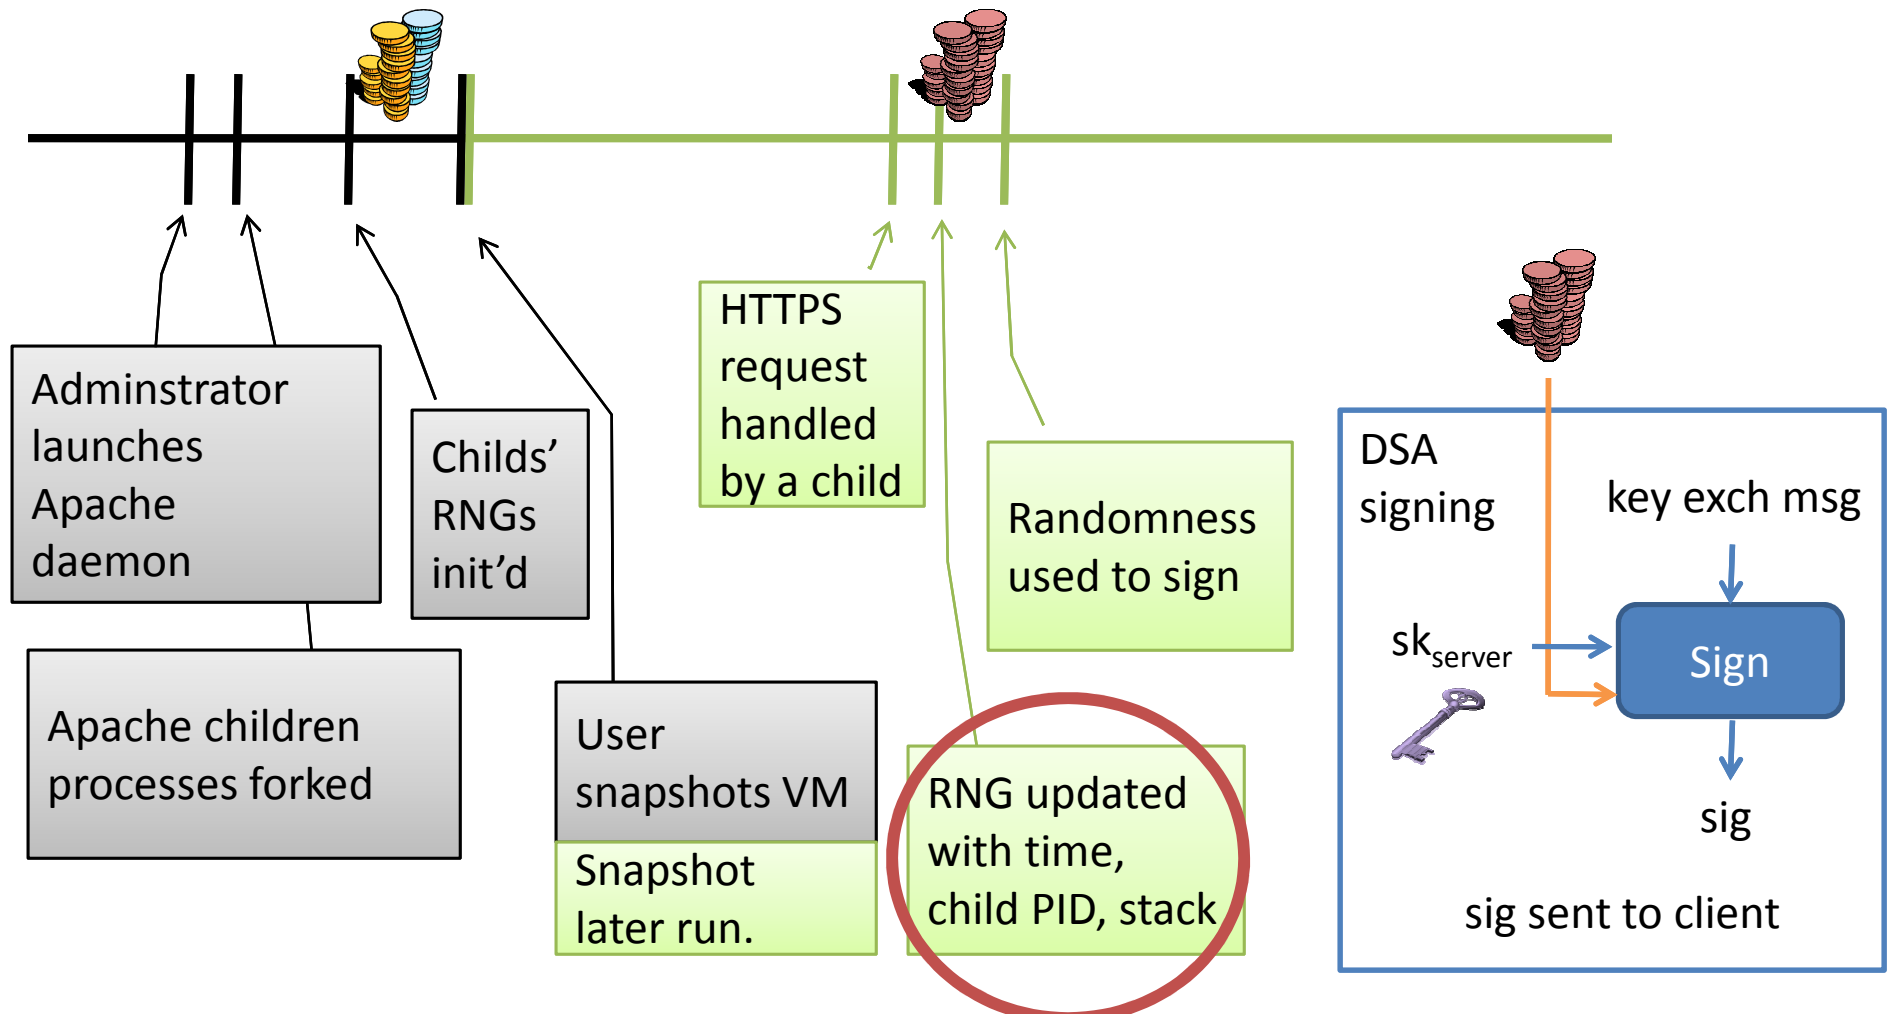 Adminstrator
launches
Apache
daemon
Apache children
processes forked
Childs’
RNGs
init’d
User
snapshots VM
Snapshot
later run.
HTTPS
request
handled
by a child
RNG updated
with time,
child PID, stack
Randomness
used to sign
DSA
signing
key exch msg
skserver
Sign
sig
sig sent to client